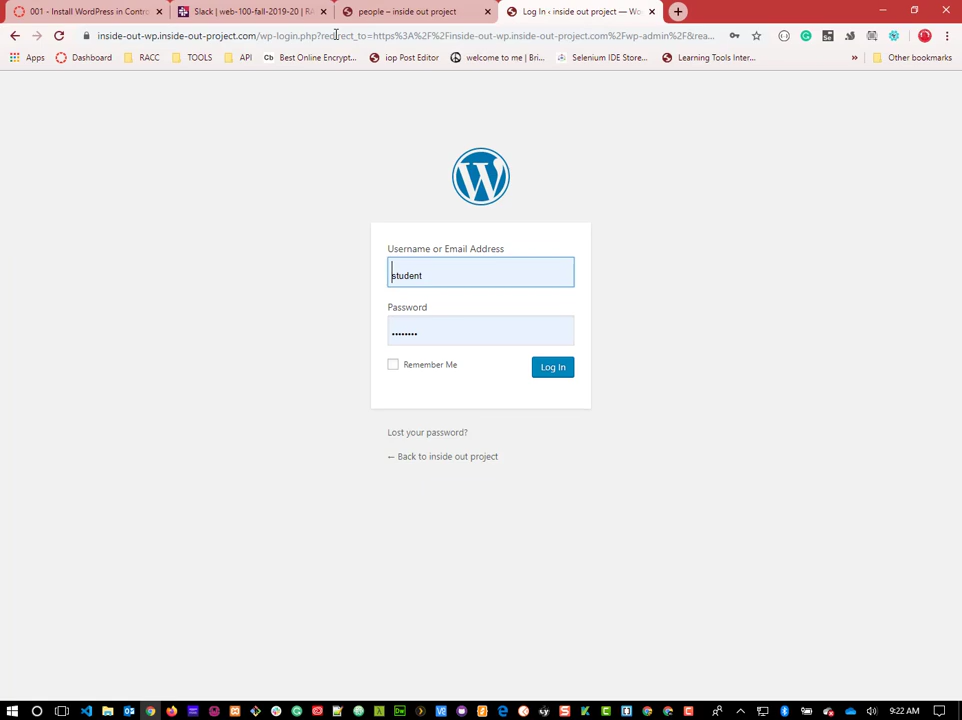 001 - Install WordPress in Contro
Slack | web-100-fall-2019-20 | RA
people – inside out project
Log In ‹ inside out project — Wo
inside-out-wp.inside-out-project.com/wp-login.php?redirect_to=https%3A%2F%2Finside-out-wp.inside-out-project.com%2Fwp-admin%2F&rea...
Apps
Dashboard
RACC
TOOLS
API
Best Online Encrypt...
iop Post Editor
welcome to me | Bri...
Selenium IDE Store...
Learning Tools Inter...
»
Other bookmarks
Username or Email Address
student
Password
••••••••
Remember Me
Log In
Lost your password?
← Back to inside out project
9:22 AM